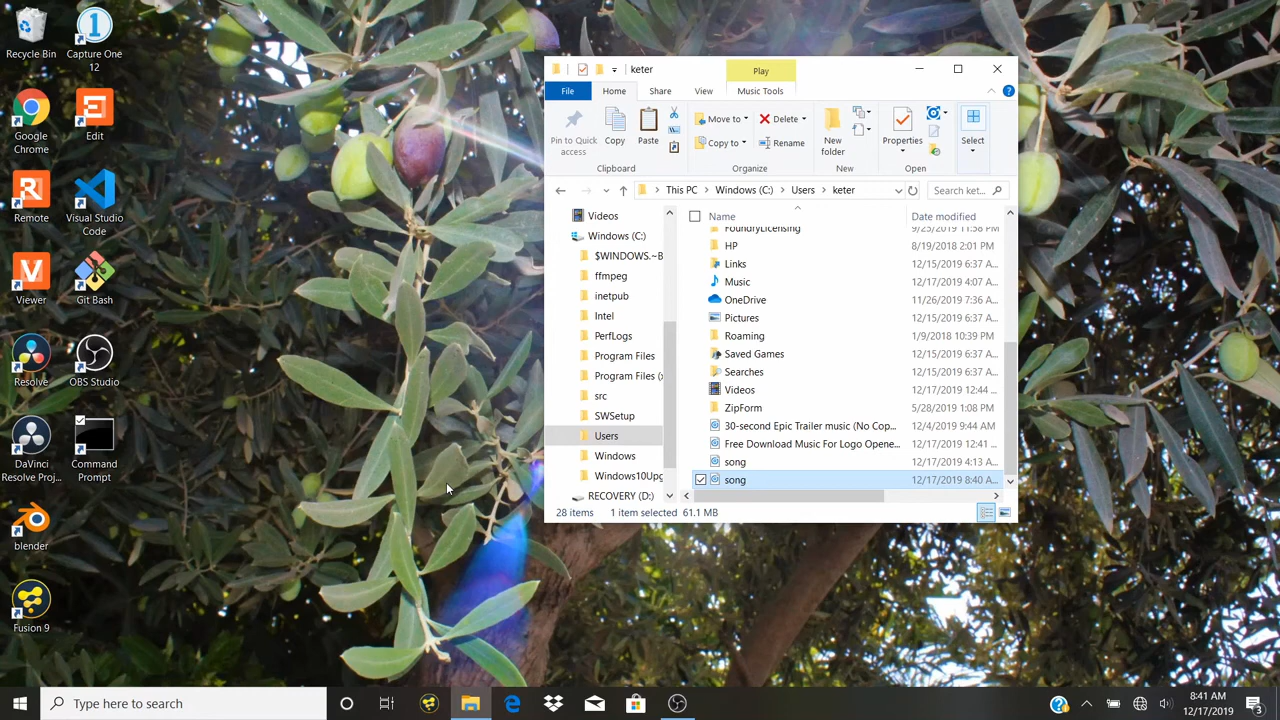 Recycle Bin
Capture One
12
Google
Chrome
Edit
Remote
Visual Studio
Code
Viewer
Git Bash
Resolve
OBS Studio
DaVinci
Resolve Proj...
Command
Prompt
blender
Fusion 9
keter
Play
File
Home
Share
View
Music Tools
Pin to Quick
access
Copy
Paste
Move to
Copy to
Delete
Rename
New
folder
Properties
Select
Clipboard
Organize
New
Open
This PC
Windows (C:)
Users
keter
Search ket...
Videos
Windows (C:)
$WINDOWS.~B
ffmpeg
inetpub
Intel
PerfLogs
Program Files
Program Files (
src
SWSetup
Users
Windows
Windows10Upg
RECOVERY (D:)
Name
Date modified
FoundryLicensing 9/25/2019 11:58 PM
HP 8/19/2018 2:01 PM
Links 12/15/2019 6:37 A...
Music 12/17/2019 4:07 A...
OneDrive 11/26/2019 7:36 A...
Pictures 12/15/2019 6:37 A...
Roaming 1/9/2018 10:39 PM
Saved Games 12/15/2019 6:37 A...
Searches 12/15/2019 6:37 A...
Videos 12/17/2019 12:44 ...
ZipForm 5/28/2019 1:08 PM
30-second Epic Trailer music (No Cop... 12/4/2019 9:44 AM
Free Download Music For Logo Opene... 12/17/2019 12:41 ...
song 12/17/2019 4:13 A...
song 12/17/2019 8:40 A...
28 items 1 item selected 61.1 MB
Type here to search
8:41 AM
12/17/2019
3